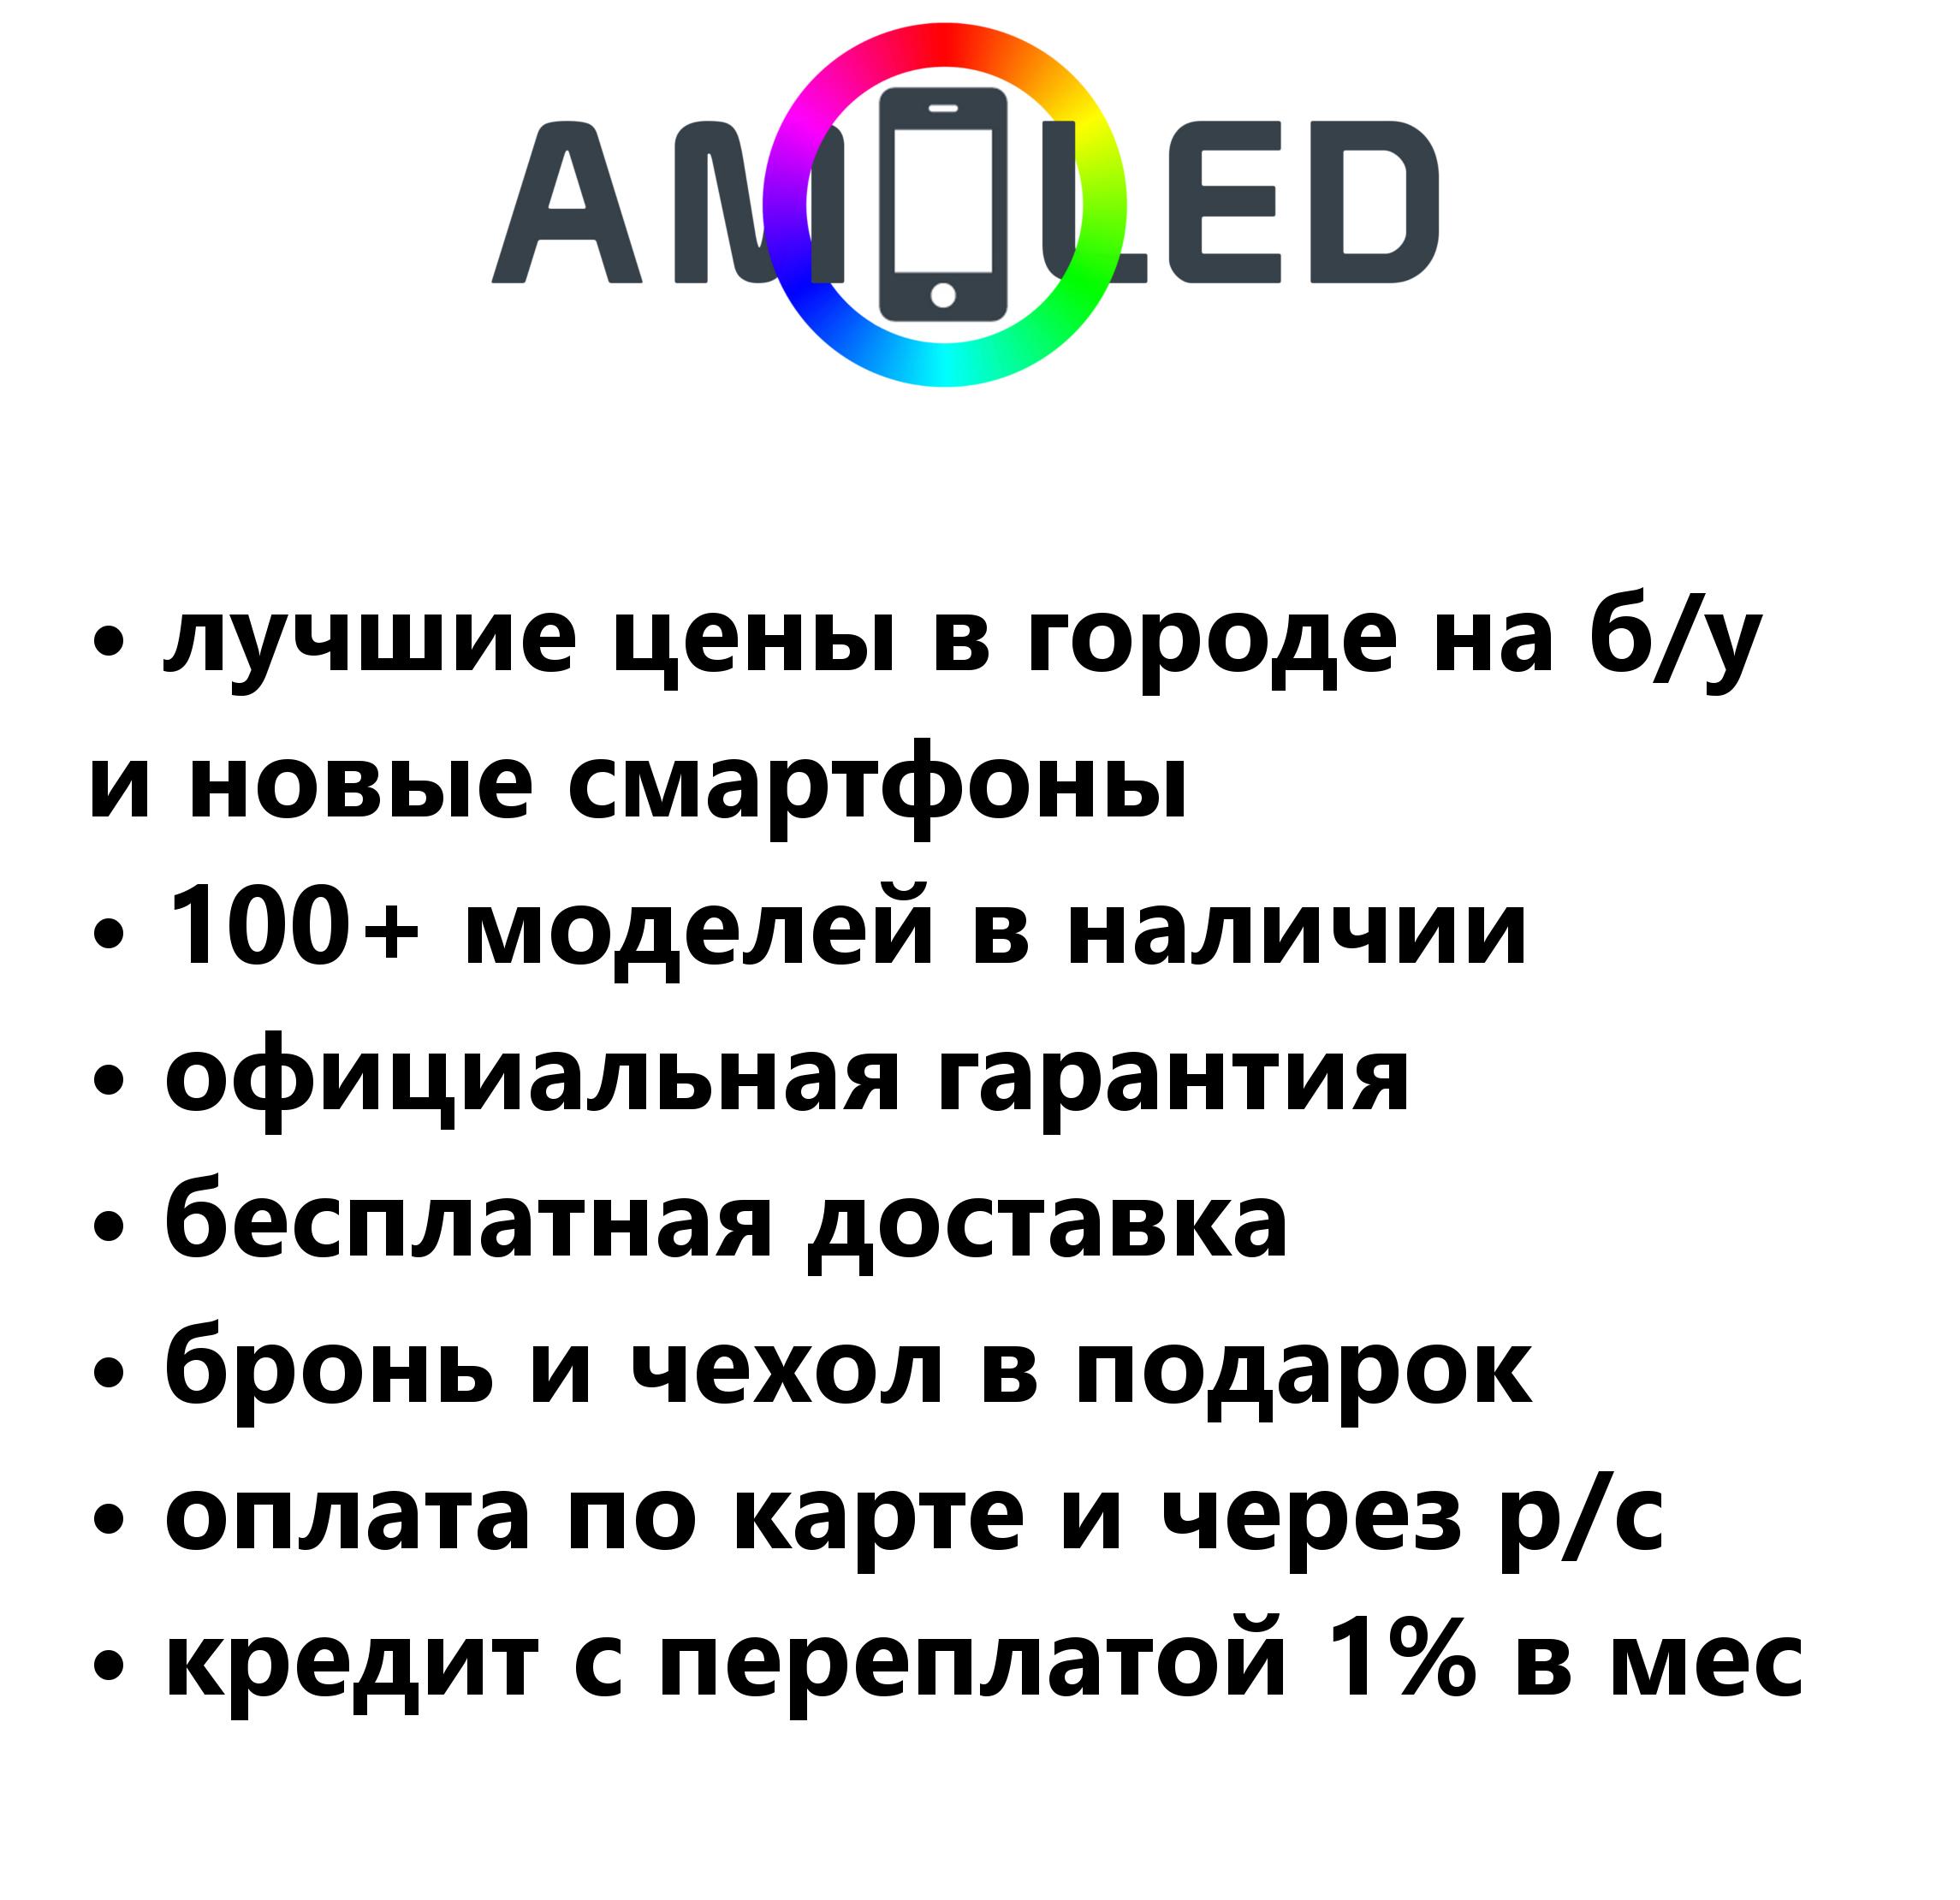 AMOLED
• лучшие цены в городе на б/у
и новые смартфоны
• 100+ моделей в наличии
• официальная гарантия
• бесплатная доставка
• бронь и чехол в подарок
• оплата по карте и через р/с
• кредит с переплатой 1% в мес